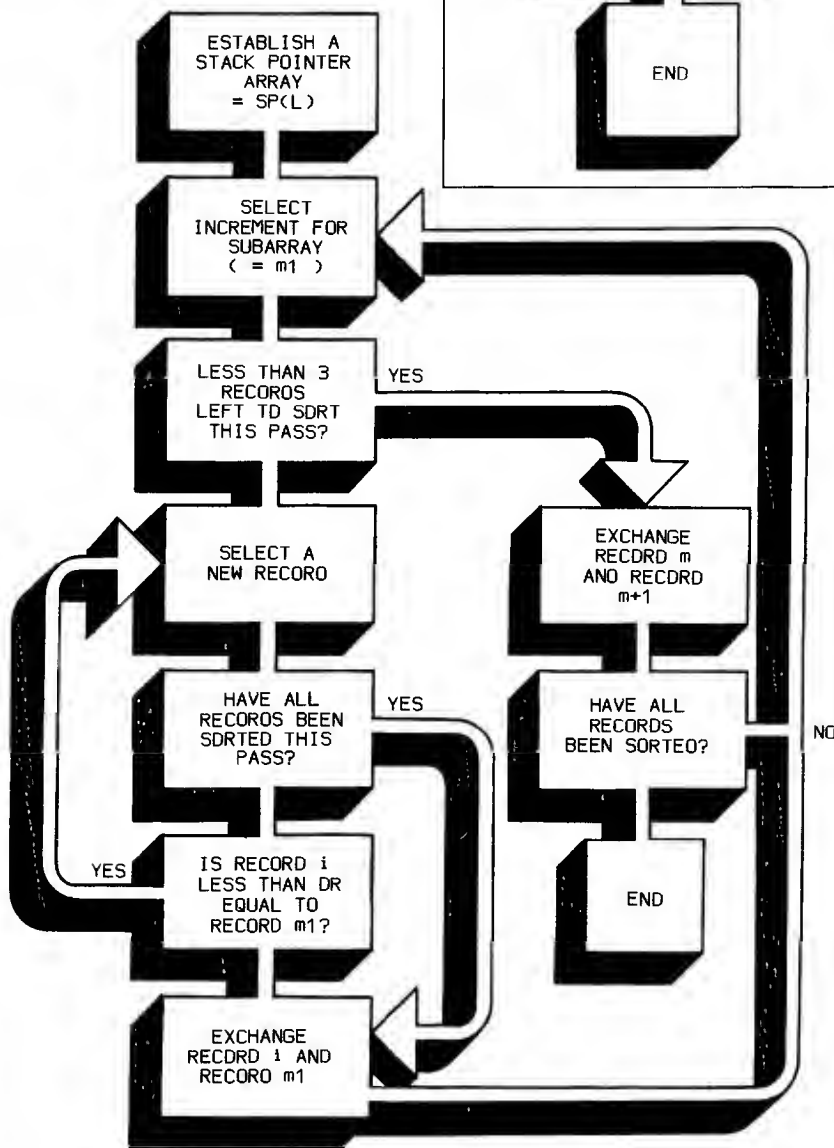 END
ESTABLISH A
STACK POINTER
ARRAY
= SP(L)
SELECT
INCREMENT FOR
SUBARRAY
( = m1 )
LESS THAN 3
RECOROS
LEFT TD SDRT
THIS PASS?
YES
SELECT A
NEW RECORO
EXCHANGE
RECDRD m
ANO RECDRD
m+1
HAVE ALL
RECOROS BEEN
SDRTED THIS
PASS?
YES
HAVE ALL
RECORDS
BEEN SORTEO?
NO
YES
IS RECORD i
LESS THAN DR
EQUAL TO
RECORD m1?
END
EXCHANGE
RECDRD i AND
RECORO m1